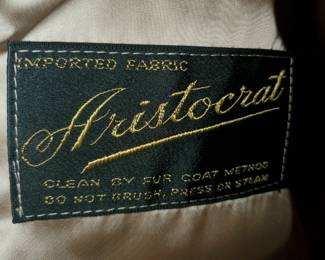 IMPORTED FABRIC
Aristocrat
CLEAN BY FUR COAT METHOD
DO NOT BRUSH, PRESS OR STEAM